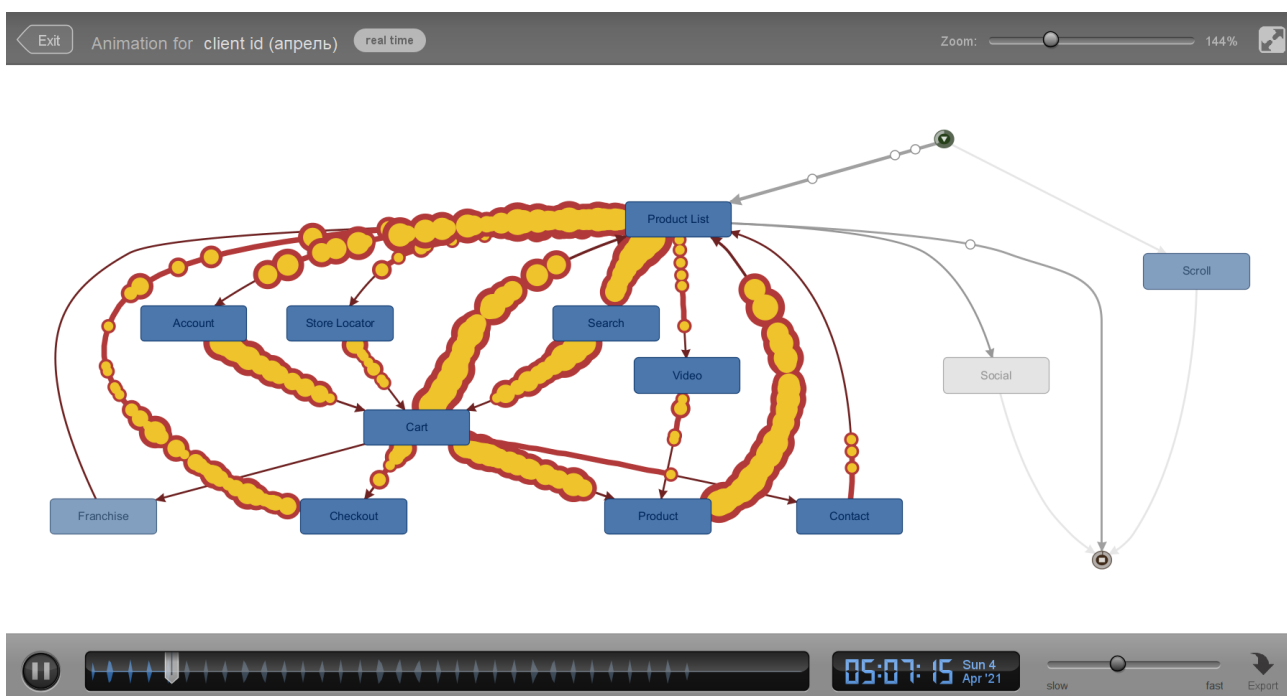 Exit
Animation for client id (апрель) real time
Zoom: 144%
Product List
Scroll
Account
Store Locator
Search
Video
Social
Cart
Franchise
Checkout
Product
Contact
05:07:15
Sun 4
Apr '21
slow
fast
Export